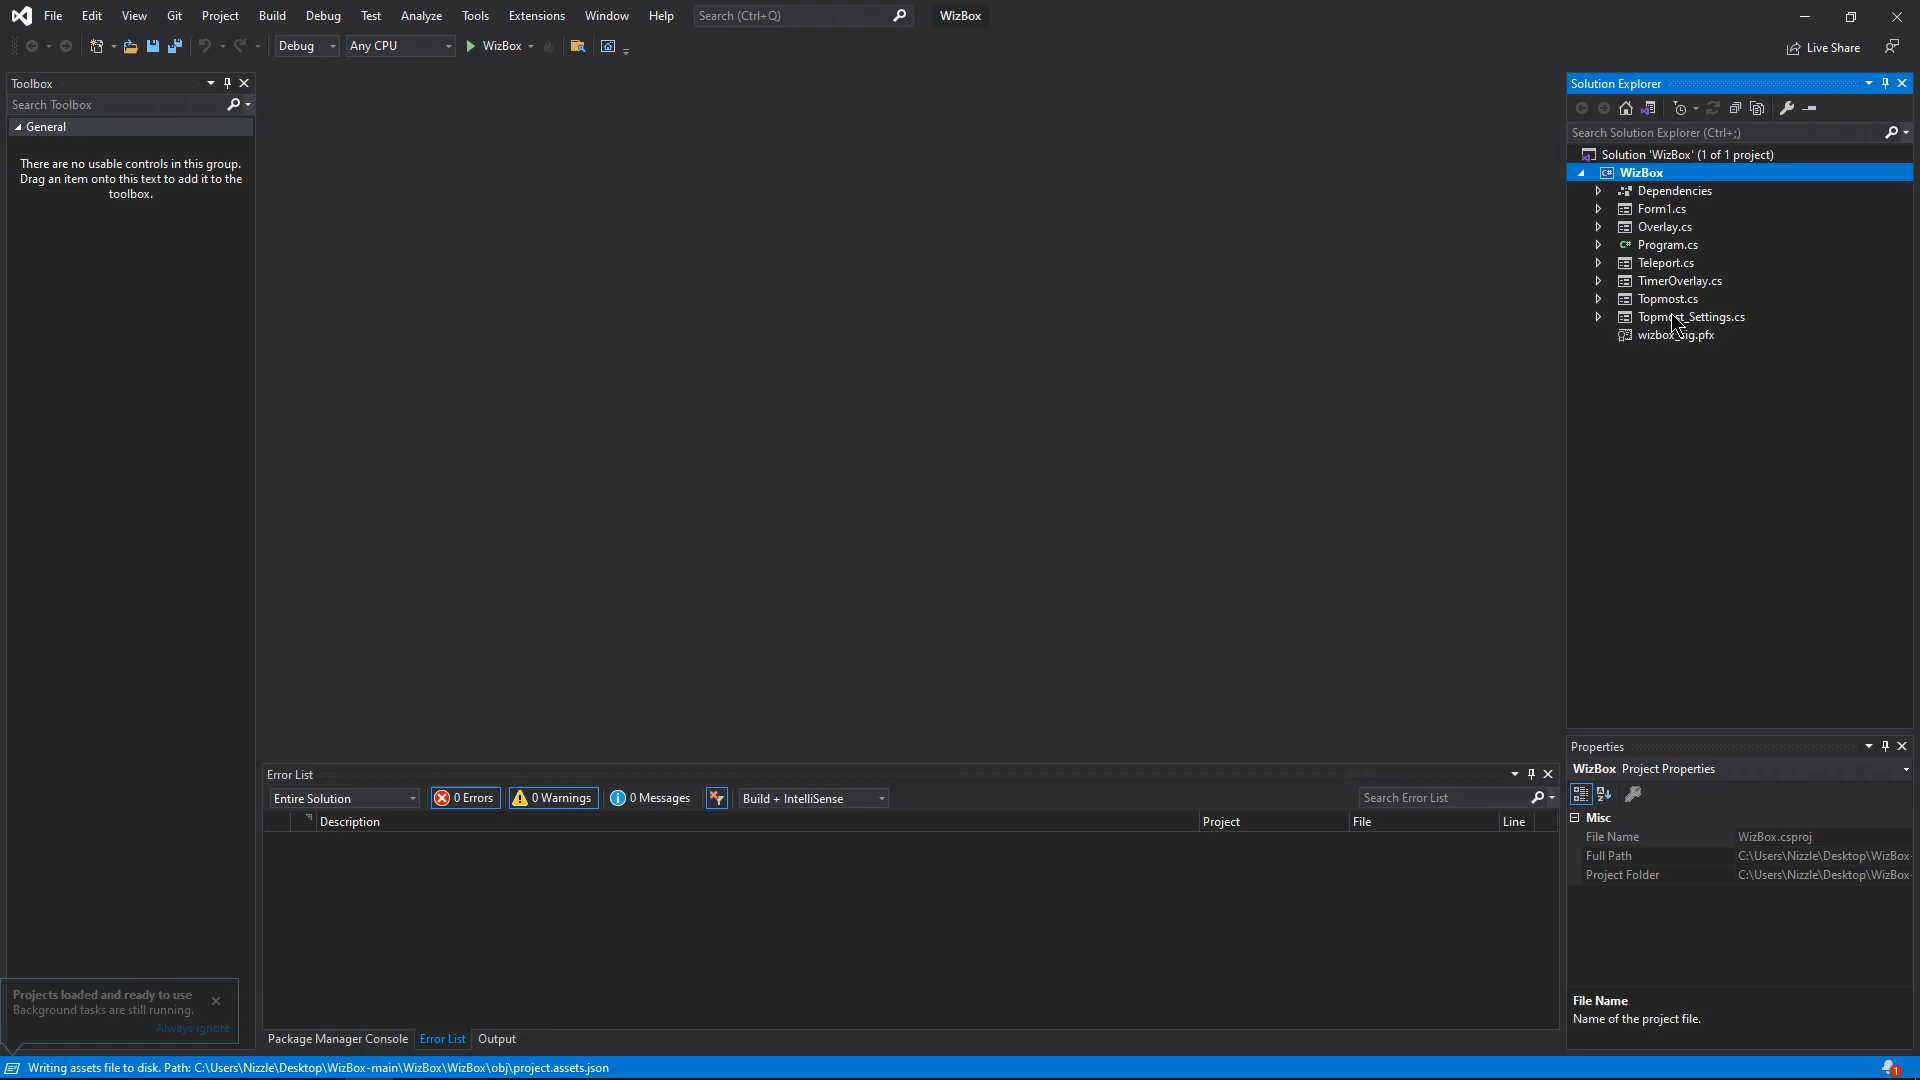 File Edit View Git Project Build Debug Test Analyze Tools Extensions Window Help Search (Ctrl+Q) WizBox
Debug Any CPU WizBox Live Share
Toolbox
Search Toolbox
General
There are no usable controls in this group.
Drag an item onto this text to add it to the
toolbox.
Solution Explorer
Search Solution Explorer (Ctrl+;)
Solution 'WizBox' (1 of 1 project)
C# WizBox
Dependencies
Form1.cs
Overlay.cs
C# Program.cs
Teleport.cs
TimerOverlay.cs
Topmost.cs
Topmost_Settings.cs
wizbox_sig.pfx
Error List
Entire Solution 0 Errors 0 Warnings 0 Messages Build + IntelliSense Search Error List
Description Project File Line
Properties
WizBox Project Properties
Misc
File Name WizBox.csproj
Full Path C:\Users\Nizzle\Desktop\WizBox-
Project Folder C:\Users\Nizzle\Desktop\WizBox-
File Name
Name of the project file.
Projects loaded and ready to use
Background tasks are still running.
Always ignore
Package Manager Console Error List Output
Writing assets file to disk. Path: C:\Users\Nizzle\Desktop\WizBox-main\WizBox\WizBox\obj\project.assets.json
1